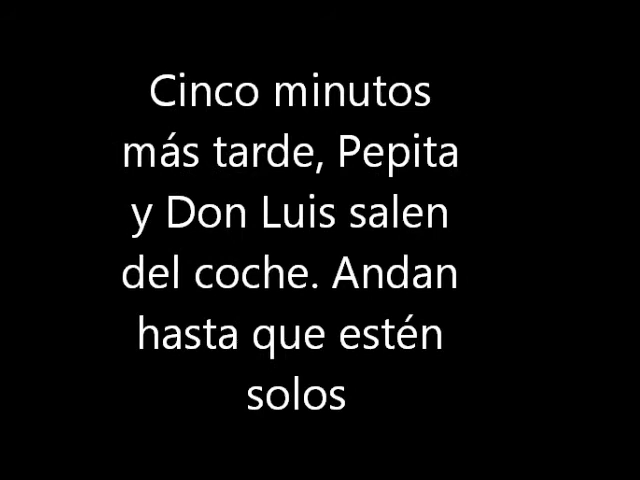 Cinco minutos
más tarde, Pepita
y Don Luis salen
del coche. Andan
hasta que estén
solos